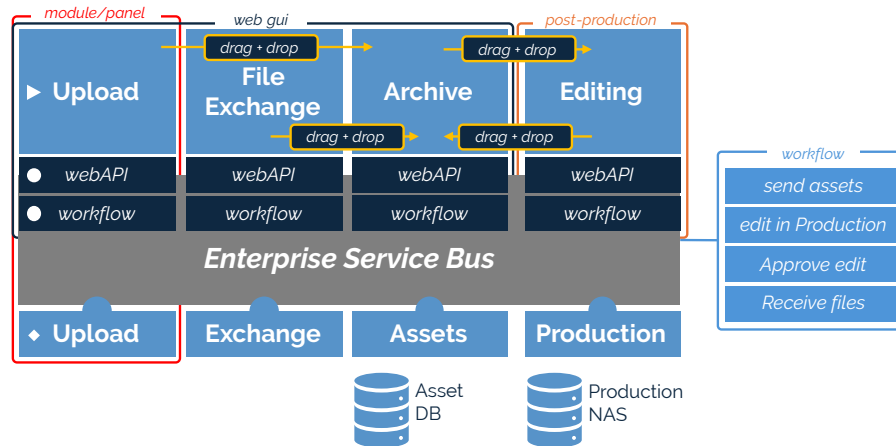 module/panel
web gui
post-production
drag + drop
drag + drop
Upload
File
Exchange
Archive
Editing
drag + drop
drag + drop
webAPI
webAPI
webAPI
webAPI
workflow
workflow
workflow
workflow
Enterprise Service Bus
Upload
Exchange
Assets
Production
Asset
DB
Production
NAS
workflow
send assets
edit in Production
Approve edit
Receive files